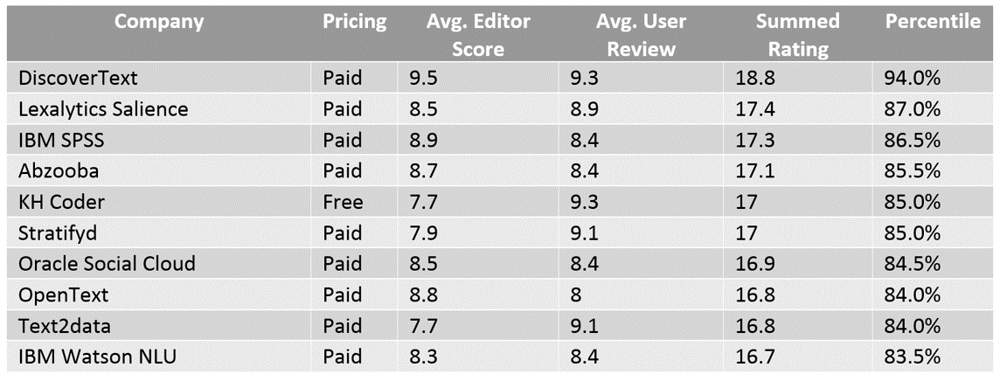 Company Pricing Avg. Editor Score Avg. User Review Summed Rating Percentile
DiscoverText Paid 9.5 9.3 18.8 94.0%
Lexalytics Salience Paid 8.5 8.9 17.4 87.0%
IBM SPSS Paid 8.9 8.4 17.3 86.5%
Abzooba Paid 8.7 8.4 17.1 85.5%
KH Coder Free 7.7 9.3 17 85.0%
Stratifyd Paid 7.9 9.1 17 85.0%
Oracle Social Cloud Paid 8.5 8.4 16.9 84.5%
OpenText Paid 8.8 8 16.8 84.0%
Text2data Paid 7.7 9.1 16.8 84.0%
IBM Watson NLU Paid 8.3 8.4 16.7 83.5%